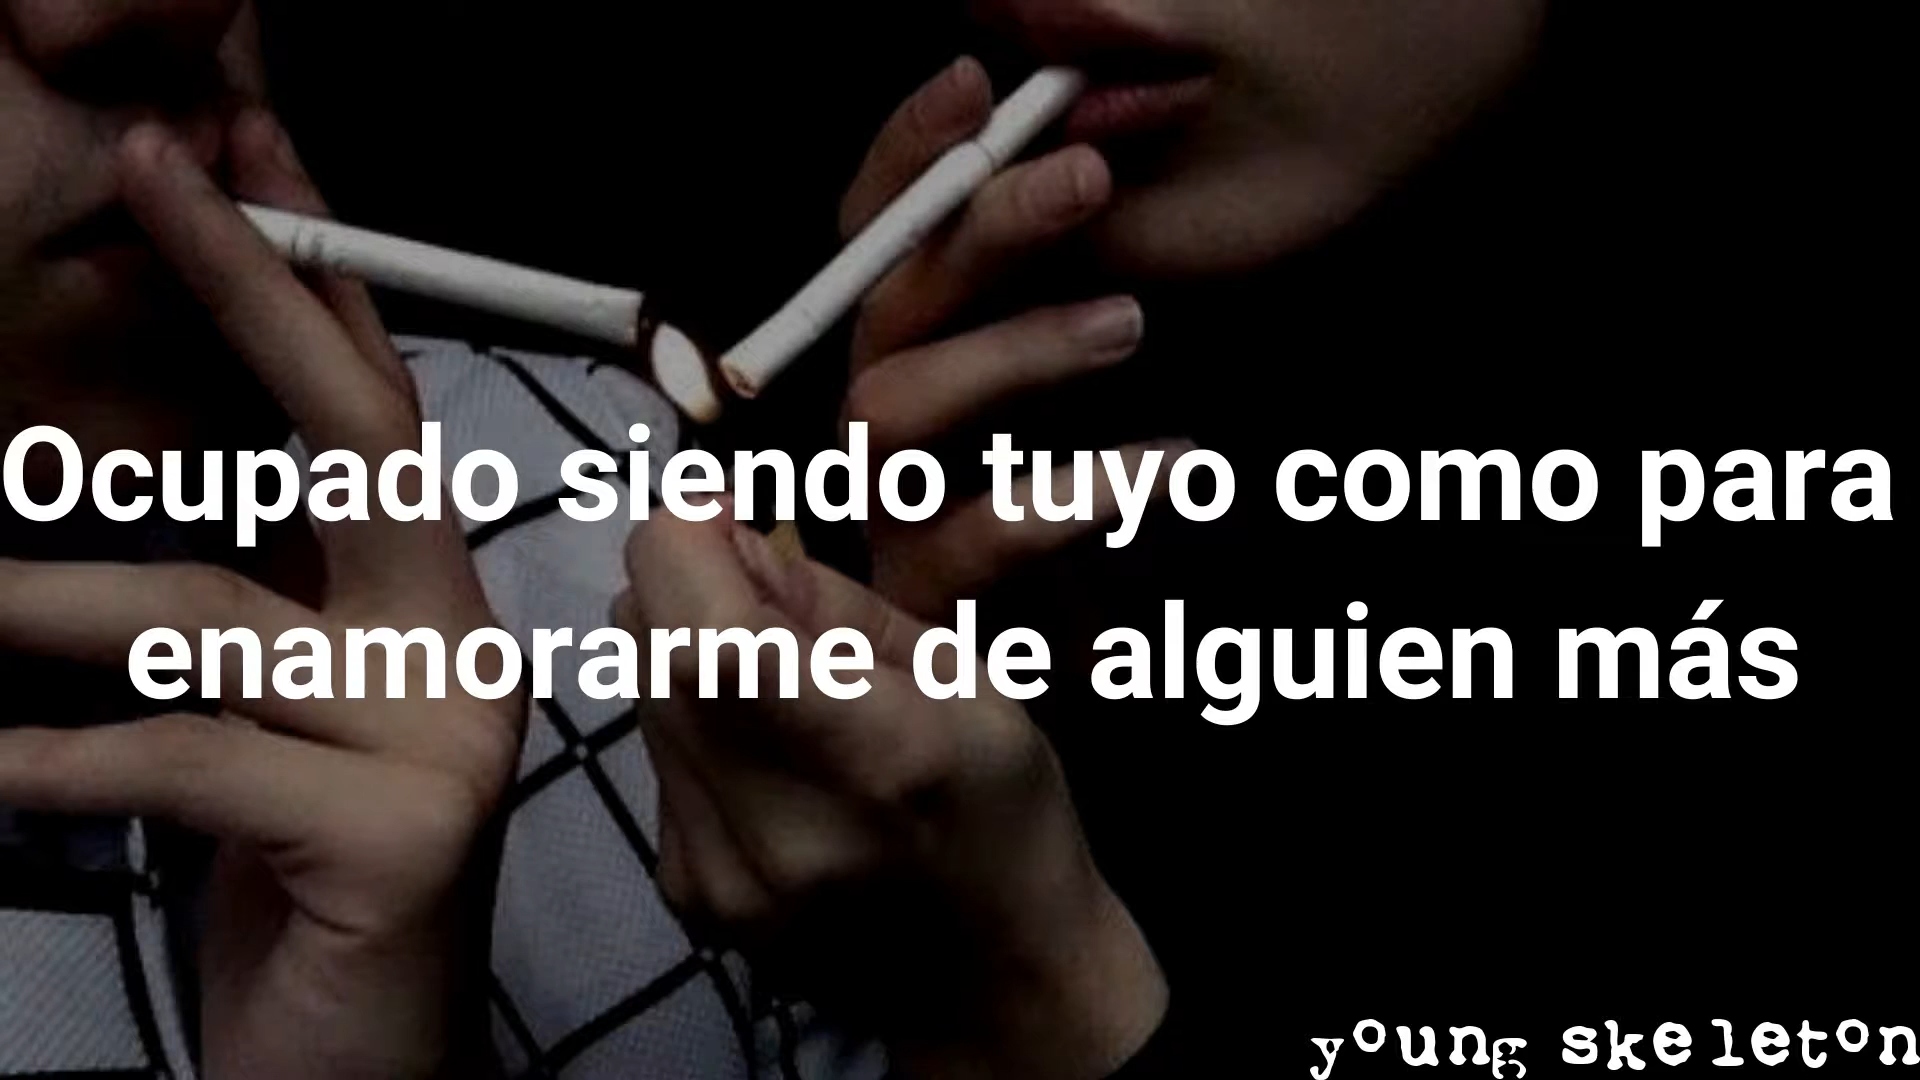 Ocupado siendo tuyo como para
enamorarme de alguien más
young skeleton